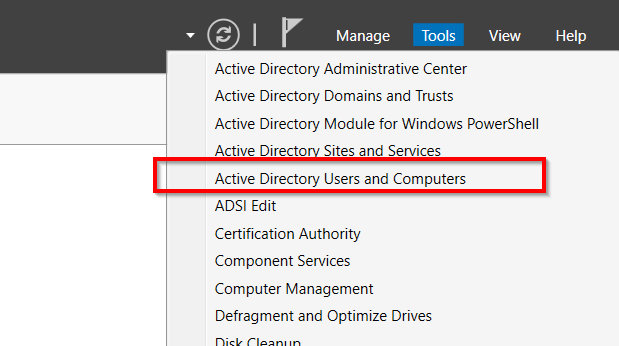 Manage Tools View Help
Active Directory Administrative Center
Active Directory Domains and Trusts
Active Directory Module for Windows PowerShell
Active Directory Sites and Services
Active Directory Users and Computers
ADSI Edit
Certification Authority
Component Services
Computer Management
Defragment and Optimize Drives
Disk Cleanup